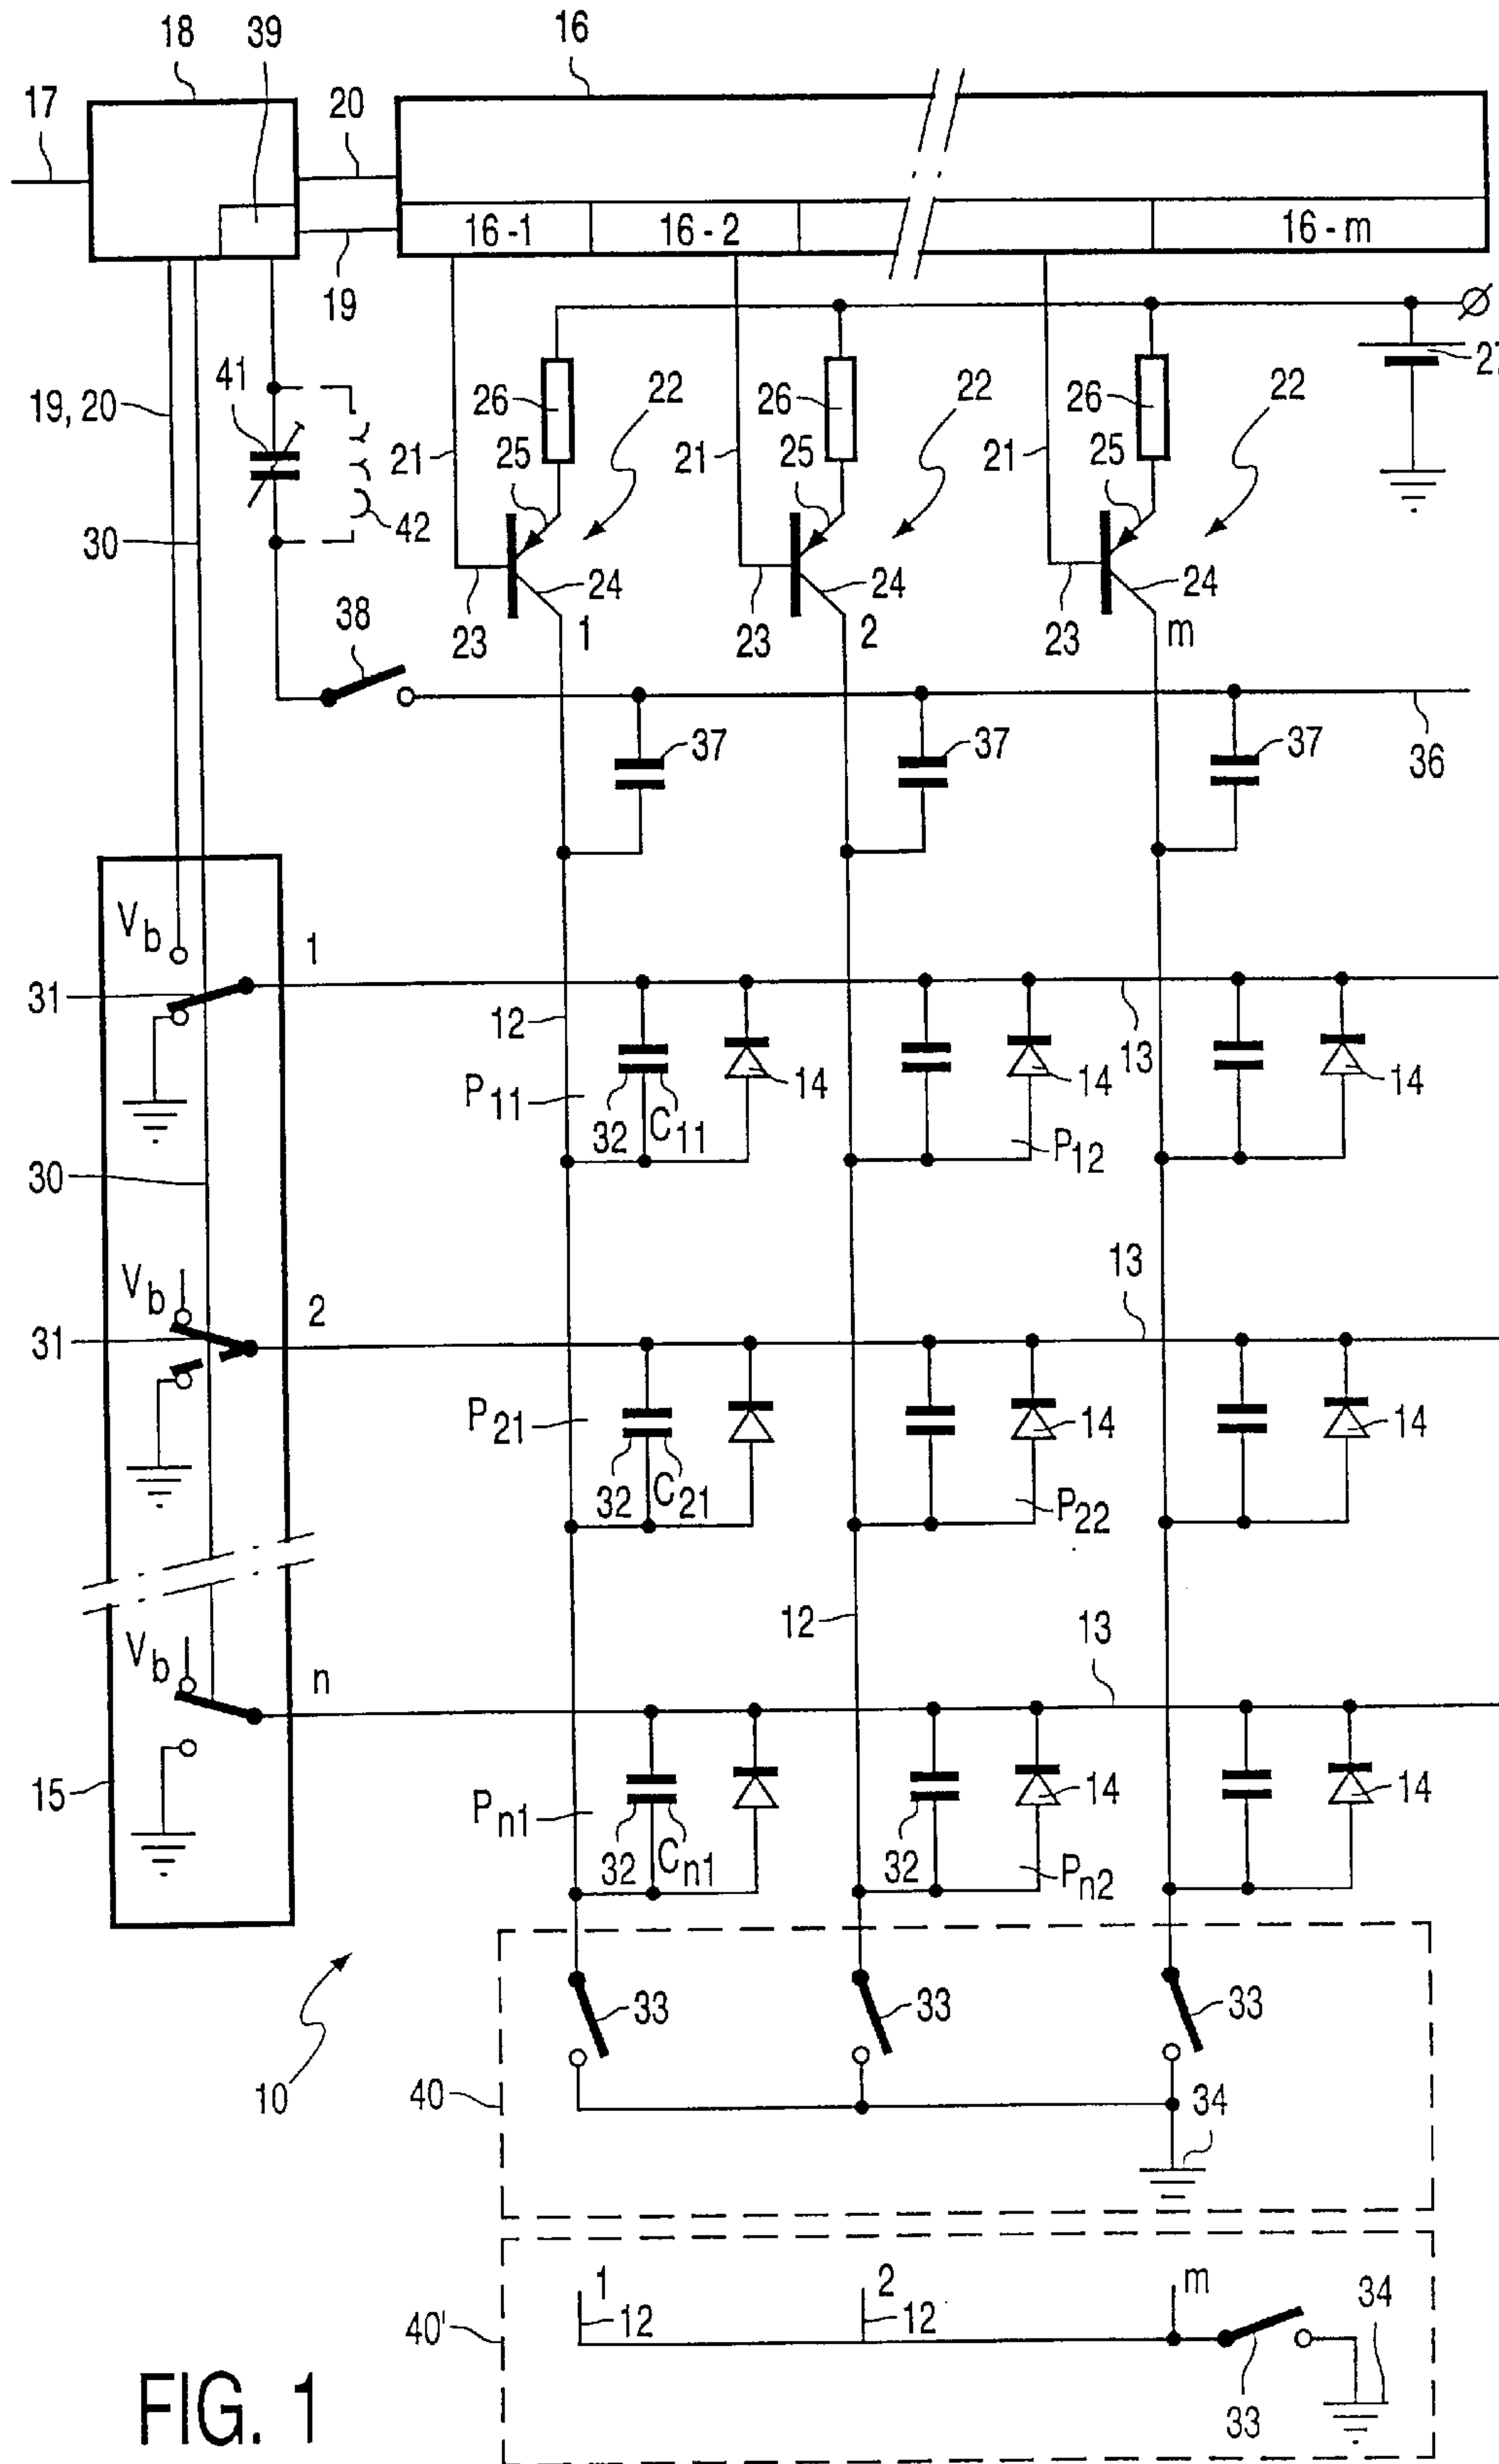 18 39 16
17 20
16-1 16-2 16-m
19
27
41 26 22 26 22 26 22
19, 20 25 25 25
21 21 21
42
30 24 24 24
23 23 23
38 1 2 m
37 37 37
36
Vb 1
31
12 13
14 14 14
P11
32 C11 P12
30
13
Vb 2
31
P21 14 14
32 C21 P22
12 13
Vb n
15 14 14
Pn1
32 Cn1 32 Pn2
33 33 33
10 40 34
1 2 m 34
12 12
40'
33
FIG. 1